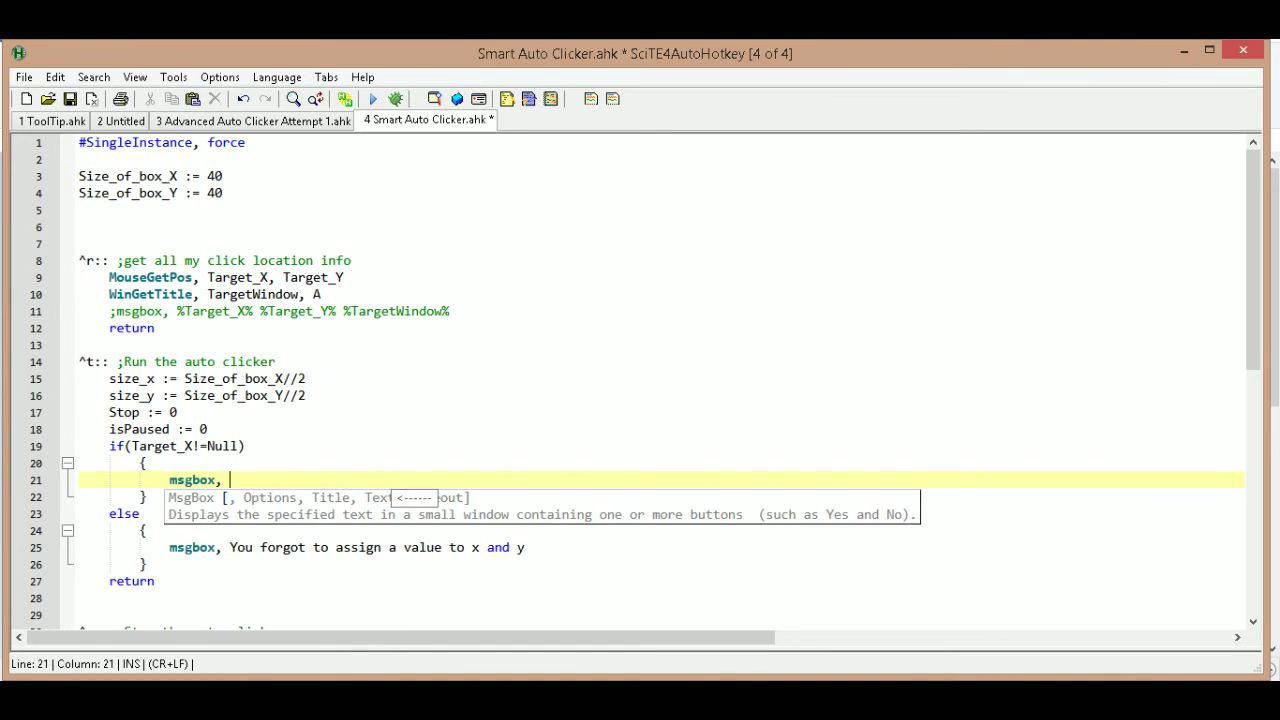 Smart Auto Clicker.ahk * SciTE4AutoHotkey [4 of 4]
File Edit Search View Tools Options Language Tabs Help
1 ToolTip.ahk 2 Untitled 3 Advanced Auto Clicker Attempt 1.ahk 4 Smart Auto Clicker.ahk *
1 #SingleInstance, force
2
3 Size_of_box_X := 40
4 Size_of_box_Y := 40
5
6
7
8 ^r:: ;get all my click location info
9 MouseGetPos, Target_X, Target_Y
10 WinGetTitle, TargetWindow, A
11 ;msgbox, %Target_X% %Target_Y% %TargetWindow%
12 return
13
14 ^t:: ;Run the auto clicker
15 size_x := Size_of_box_X//2
16 size_y := Size_of_box_Y//2
17 Stop := 0
18 isPaused := 0
19 if(Target_X!=Null)
20 {
21 msgbox,
22 } MsgBox [, Options, Title, Text <------ out]
23 else Displays the specified text in a small window containing one or more buttons (such as Yes and No).
24 {
25 msgbox, You forgot to assign a value to x and y
26 }
27 return
28
29
Line: 21 | Column: 21 | INS | (CR+LF) |